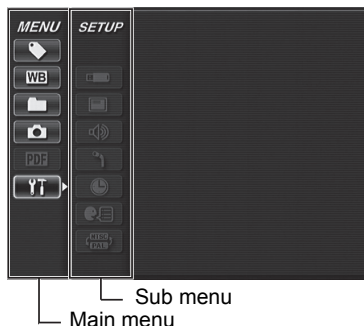 MENU SETUP
WB
PDF
NTSC
PAL
Sub menu
Main menu